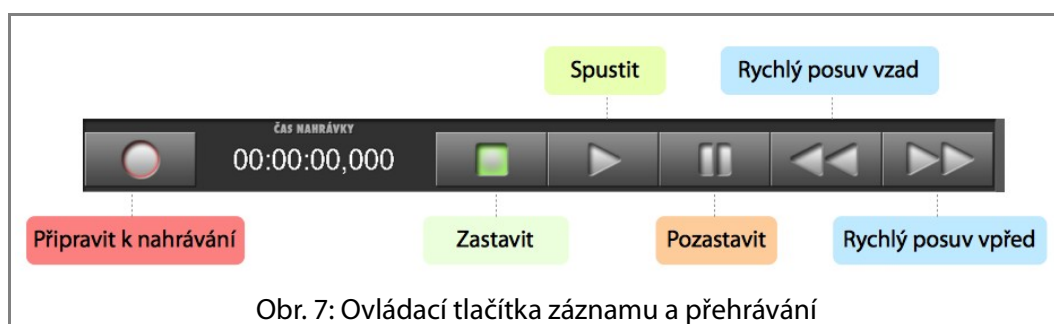 Spustit
Rychlý posuv vzad
ČAS NAHRÁVKY
00:00:00,000
Připravit k nahrávání
Zastavit
Pozastavit
Rychlý posuv vpřed
Obr. 7: Ovládací tlačítka záznamu a přehrávání